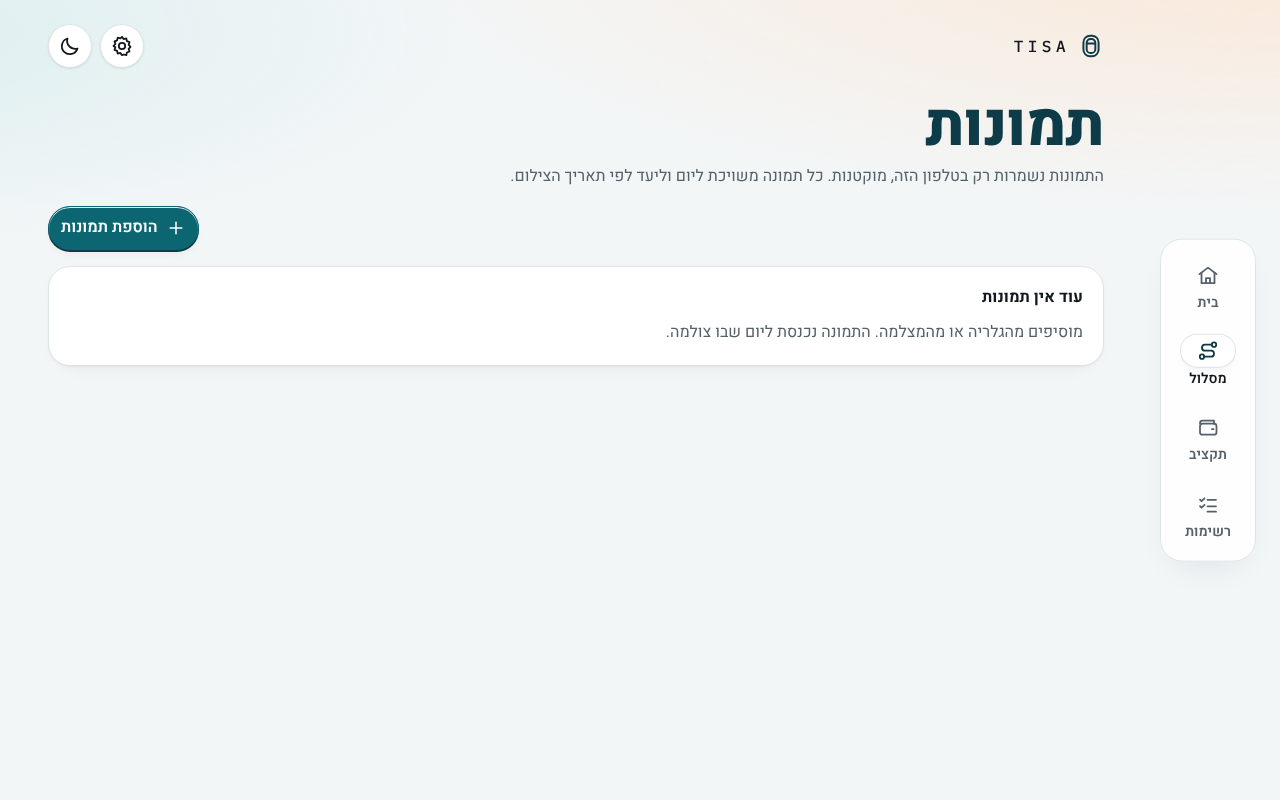 TISA
תמונות
התמונות נשמרות רק בטלפון הזה, מוקטנות. כל תמונה משויכת ליום וליעד לפי תאריך הצילום.
הוספת תמונות
עוד אין תמונות
מוסיפים מהגלריה או מהמצלמה. התמונה נכנסת ליום שבו צולמה.
בית
מסלול
תקציב
רשימות